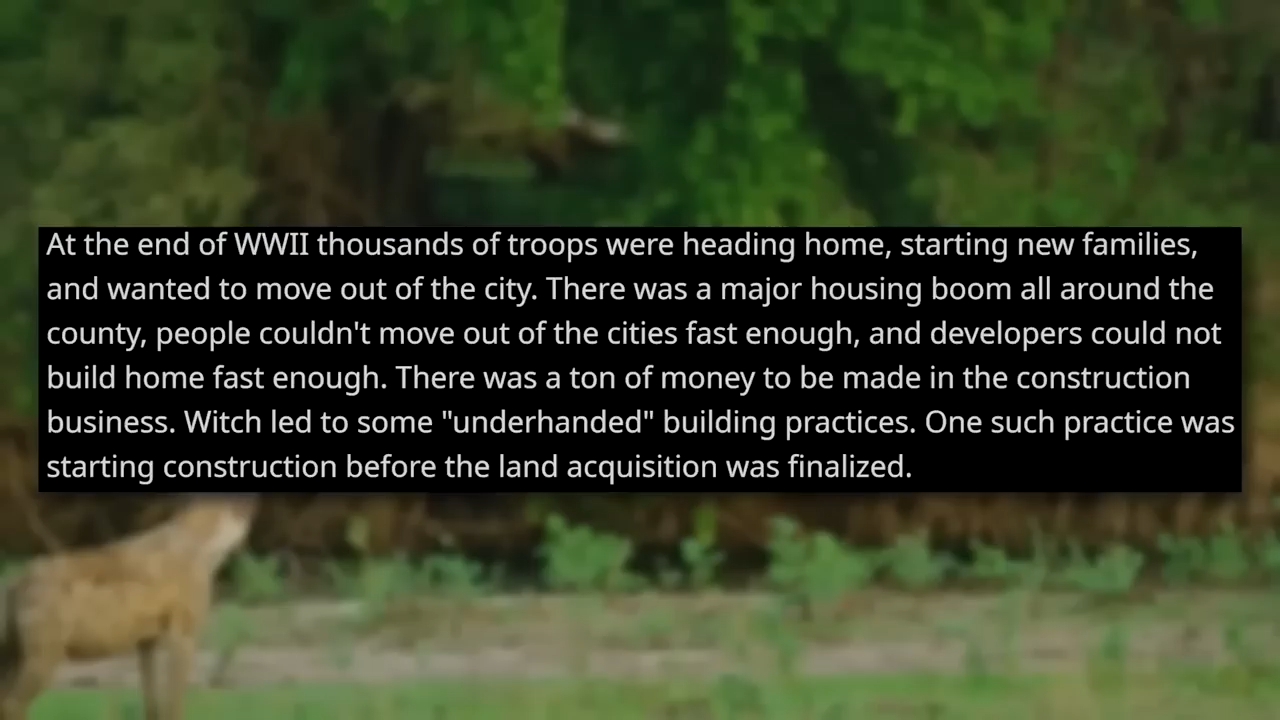 At the end of WWII thousands of troops were heading home, starting new families,
and wanted to move out of the city. There was a major housing boom all around the
county, people couldn't move out of the cities fast enough, and developers could not
build home fast enough. There was a ton of money to be made in the construction
business. Witch led to some "underhanded" building practices. One such practice was
starting construction before the land acquisition was finalized.